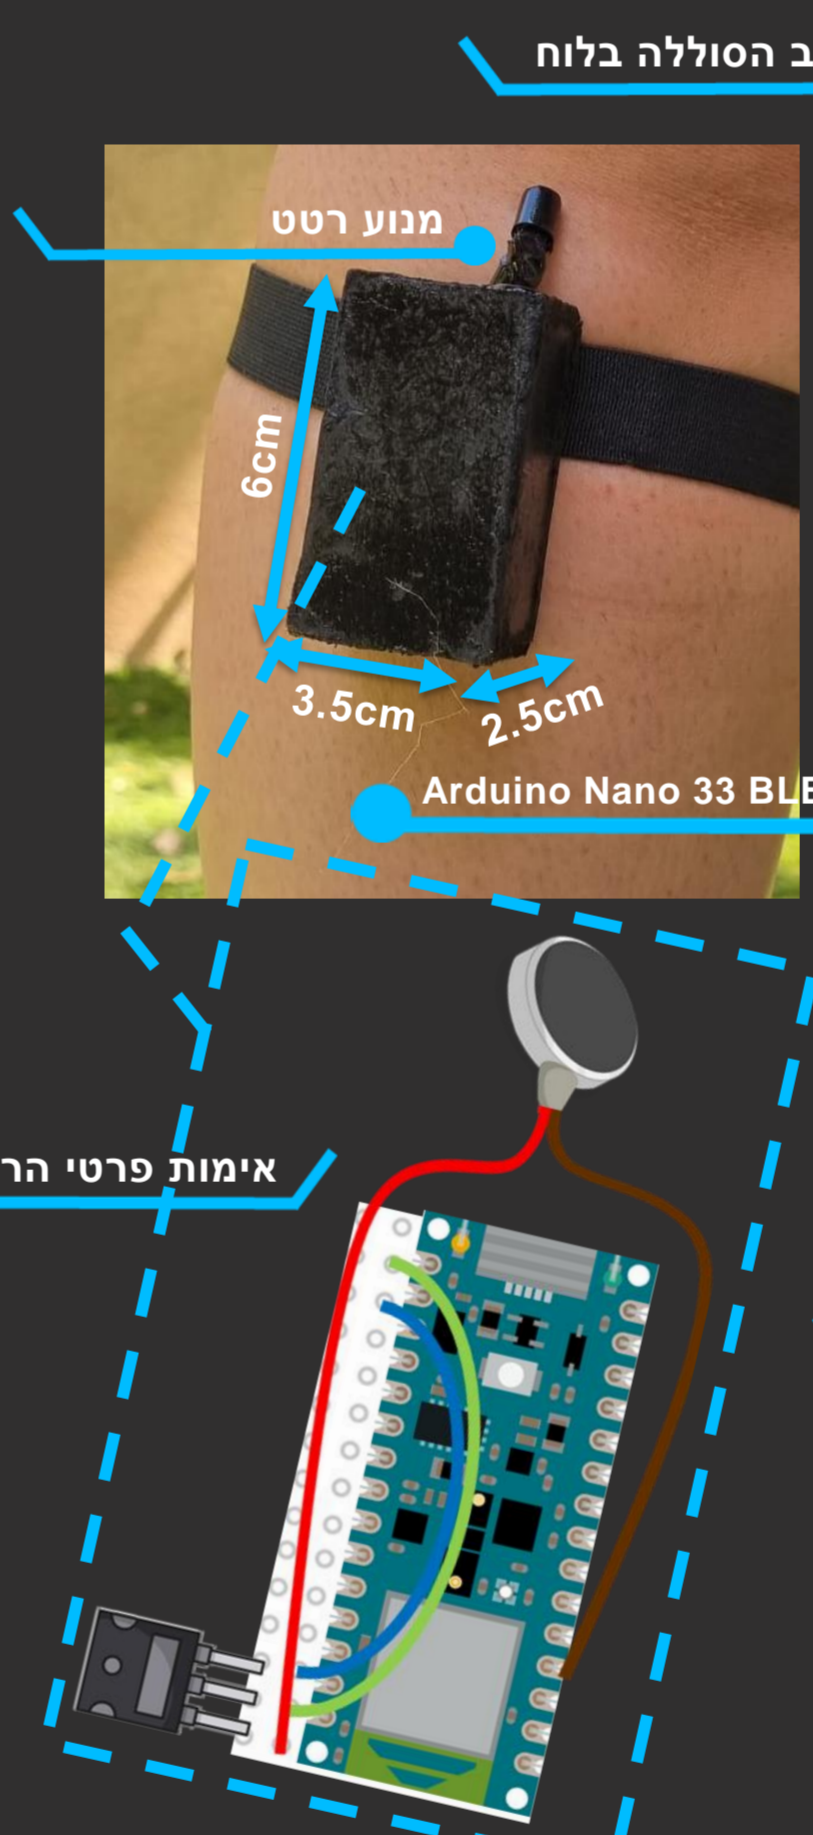 ב הסוללה בלוח
מנוע רטט
6cm
3.5cm
2.5cm
Arduino Nano 33 BLE
אימות פרטי הר